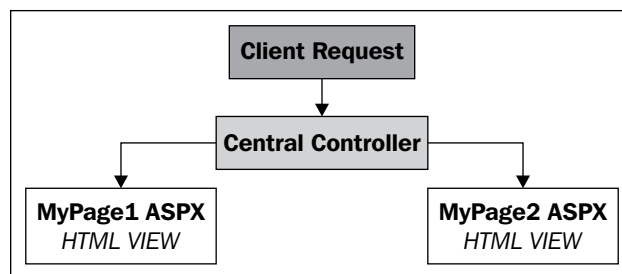 Client Request
Central Controller
MyPage1 ASPX
HTML VIEW
MyPage2 ASPX
HTML VIEW